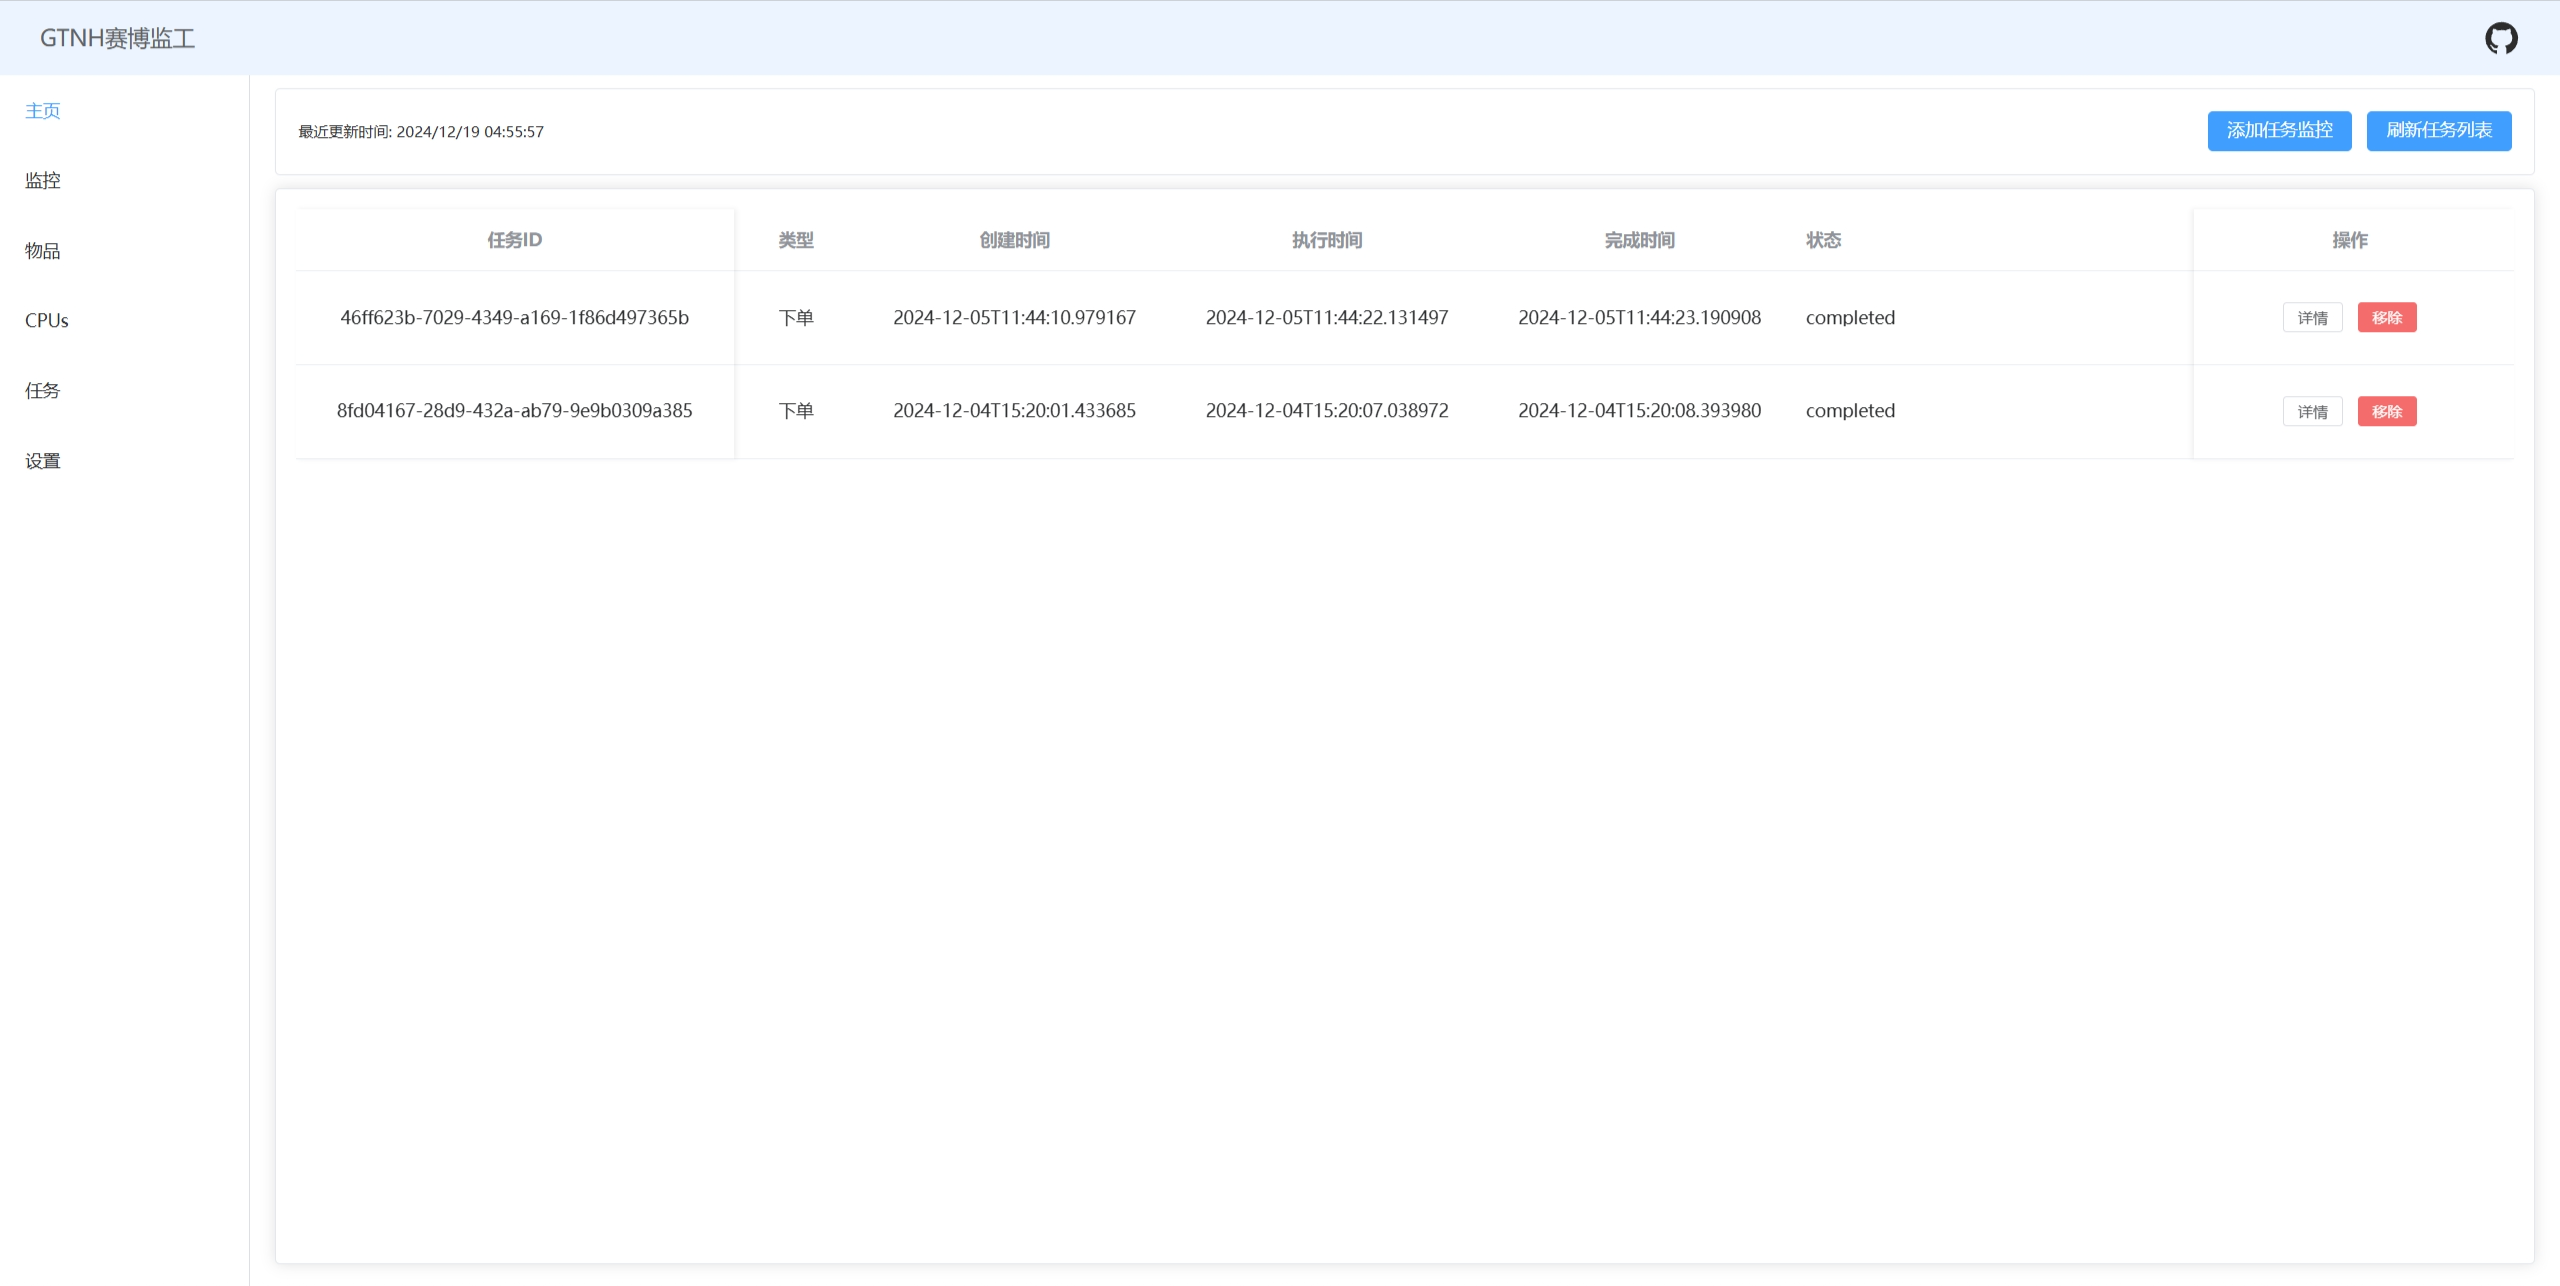 GTNH赛博监工
主页
监控
物品
CPUs
任务
设置
最近更新时间: 2024/12/19 04:55:57
添加任务监控 刷新任务列表
任务ID 类型 创建时间 执行时间 完成时间 状态 操作
46ff623b-7029-4349-a169-1f86d497365b 下单 2024-12-05T11:44:10.979167 2024-12-05T11:44:22.131497 2024-12-05T11:44:23.190908 completed 详情 移除
8fd04167-28d9-432a-ab79-9e9b0309a385 下单 2024-12-04T15:20:01.433685 2024-12-04T15:20:07.038972 2024-12-04T15:20:08.393980 completed 详情 移除